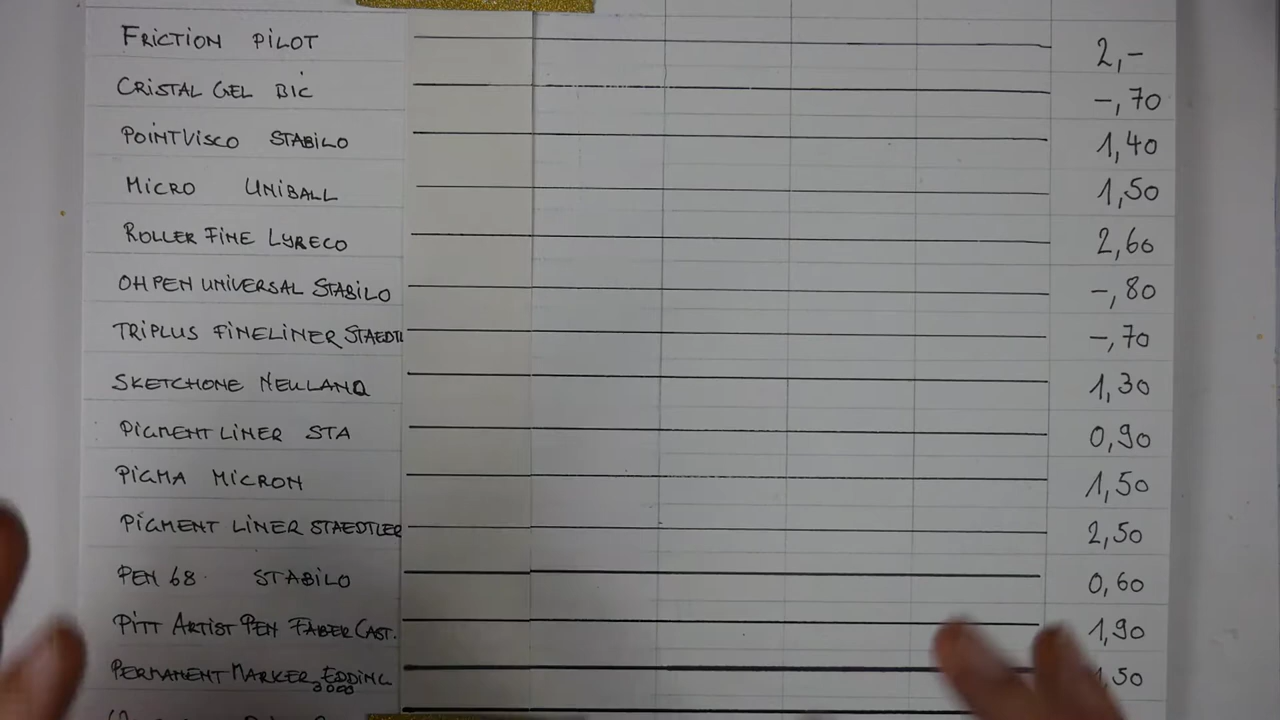 FRICTION PILOT 2,-
CRISTAL GEL BIC -,70
POINTVISCO STABILO 1,40
MICRO UNIBALL 1,50
ROLLER FINE LYRECO 2,60
OHPEN UNIVERSAL STABILO -,80
TRIPLUS FINELINER STAEDTL -,70
SKETCHONE NEULAND 1,30
PIGMENT LINER STA 0,90
PIGMA MICRON 1,50
PIGMENT LINER STAEDTLER 2,50
PEN 68 STABILO 0,60
PITT ARTIST PEN FABER CAST. 1,90
PERMANENT MARKER EDDING ,50